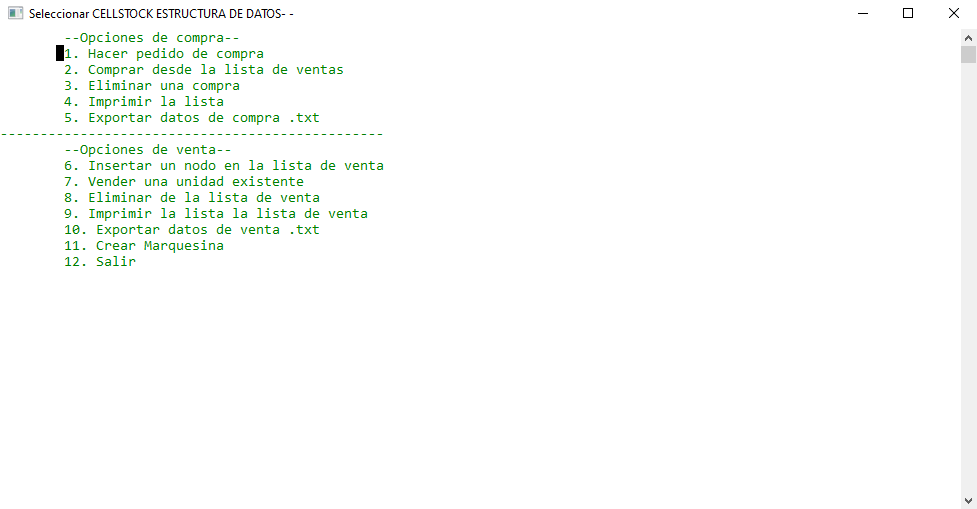 Seleccionar CELLSTOCK ESTRUCTURA DE DATOS- -
--Opciones de compra--
1. Hacer pedido de compra
2. Comprar desde la lista de ventas
3. Eliminar una compra
4. Imprimir la lista
5. Exportar datos de compra .txt
------------------------------------------------
--Opciones de venta--
6. Insertar un nodo en la lista de venta
7. Vender una unidad existente
8. Eliminar de la lista de venta
9. Imprimir la lista la lista de venta
10. Exportar datos de venta .txt
11. Crear Marquesina
12. Salir